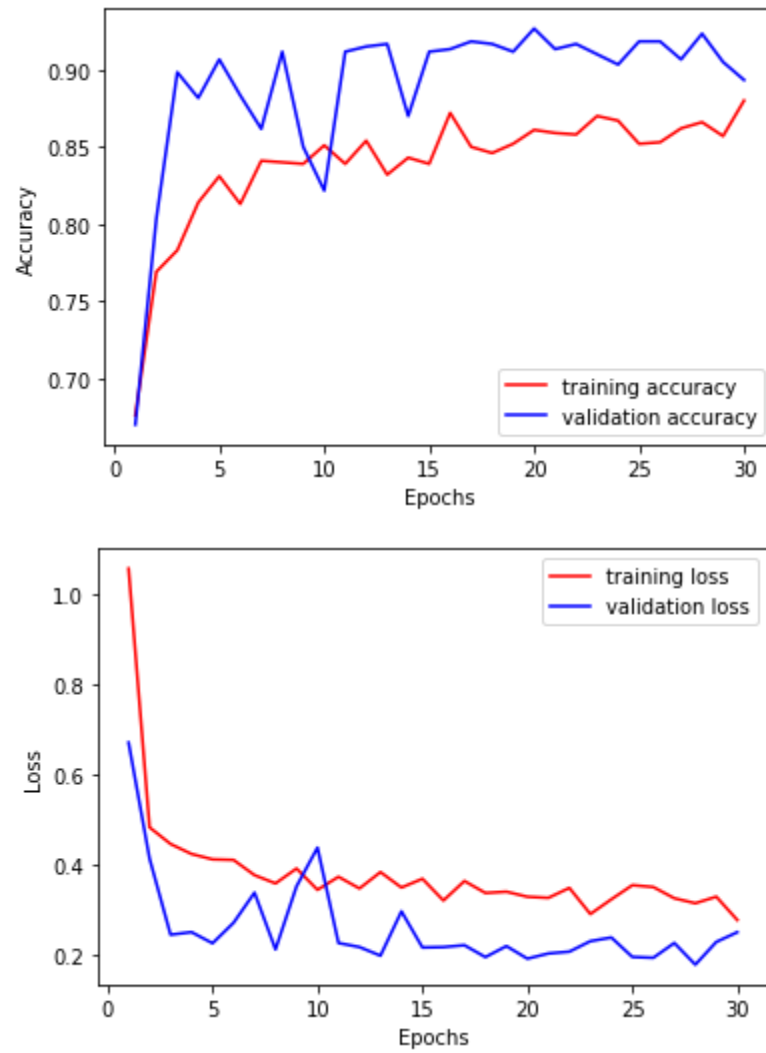 Accuracy
0.90
0.85
0.80
0.75
0.70
training accuracy
validation accuracy
0 5 10 15 20 25 30
Epochs
Loss
1.0
0.8
0.6
0.4
0.2
training loss
validation loss
0 5 10 15 20 25 30
Epochs